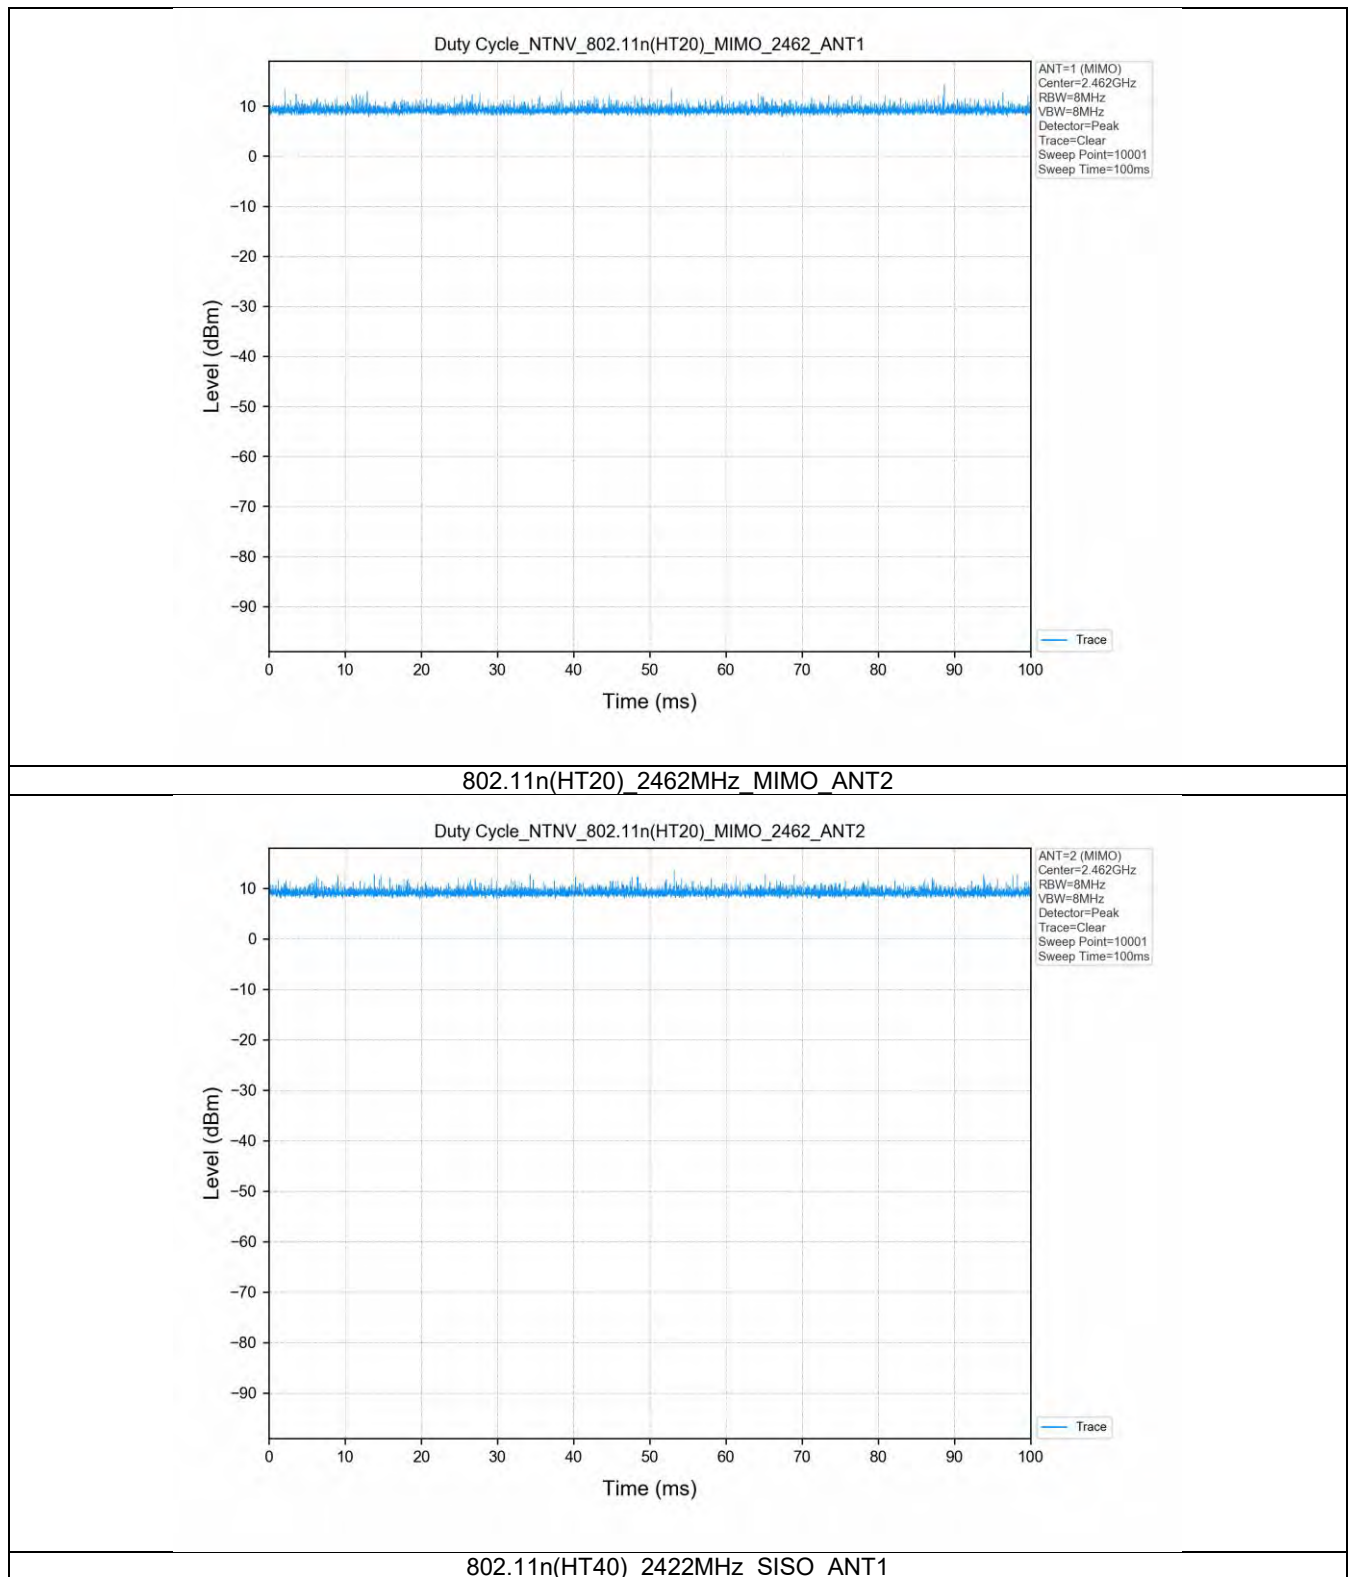 Duty Cycle_NTNV_802.11n(HT20)_MIMO_2462_ANT1
ANT=1 (MIMO)
Center=2.462GHz
RBW=8MHz
VBW=8MHz
Detector=Peak
Trace=Clear
Sweep Point=10001
Sweep Time=100ms
10
0
−10
−20
−30
−40
−50
−60
−70
−80
−90
Level (dBm)
Trace
0 10 20 30 40 50 60 70 80 90 100
Time (ms)
802.11n(HT20)_2462MHz_MIMO_ANT2
Duty Cycle_NTNV_802.11n(HT20)_MIMO_2462_ANT2
ANT=2 (MIMO)
Center=2.462GHz
RBW=8MHz
VBW=8MHz
Detector=Peak
Trace=Clear
Sweep Point=10001
Sweep Time=100ms
10
0
−10
−20
−30
−40
−50
−60
−70
−80
−90
Level (dBm)
Trace
0 10 20 30 40 50 60 70 80 90 100
Time (ms)
802.11n(HT40)_2422MHz_SISO_ANT1